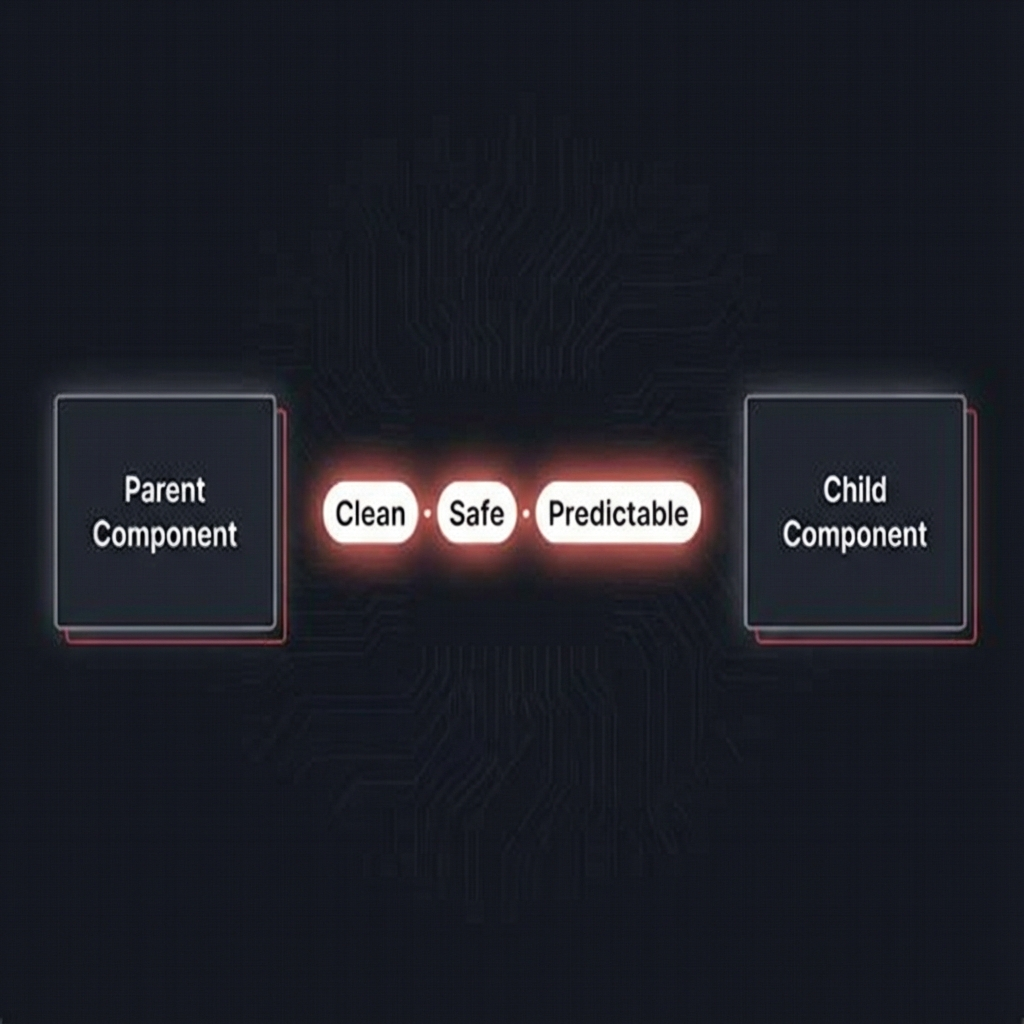 Parent
Component
Clean · Safe · Predictable
Child
Component